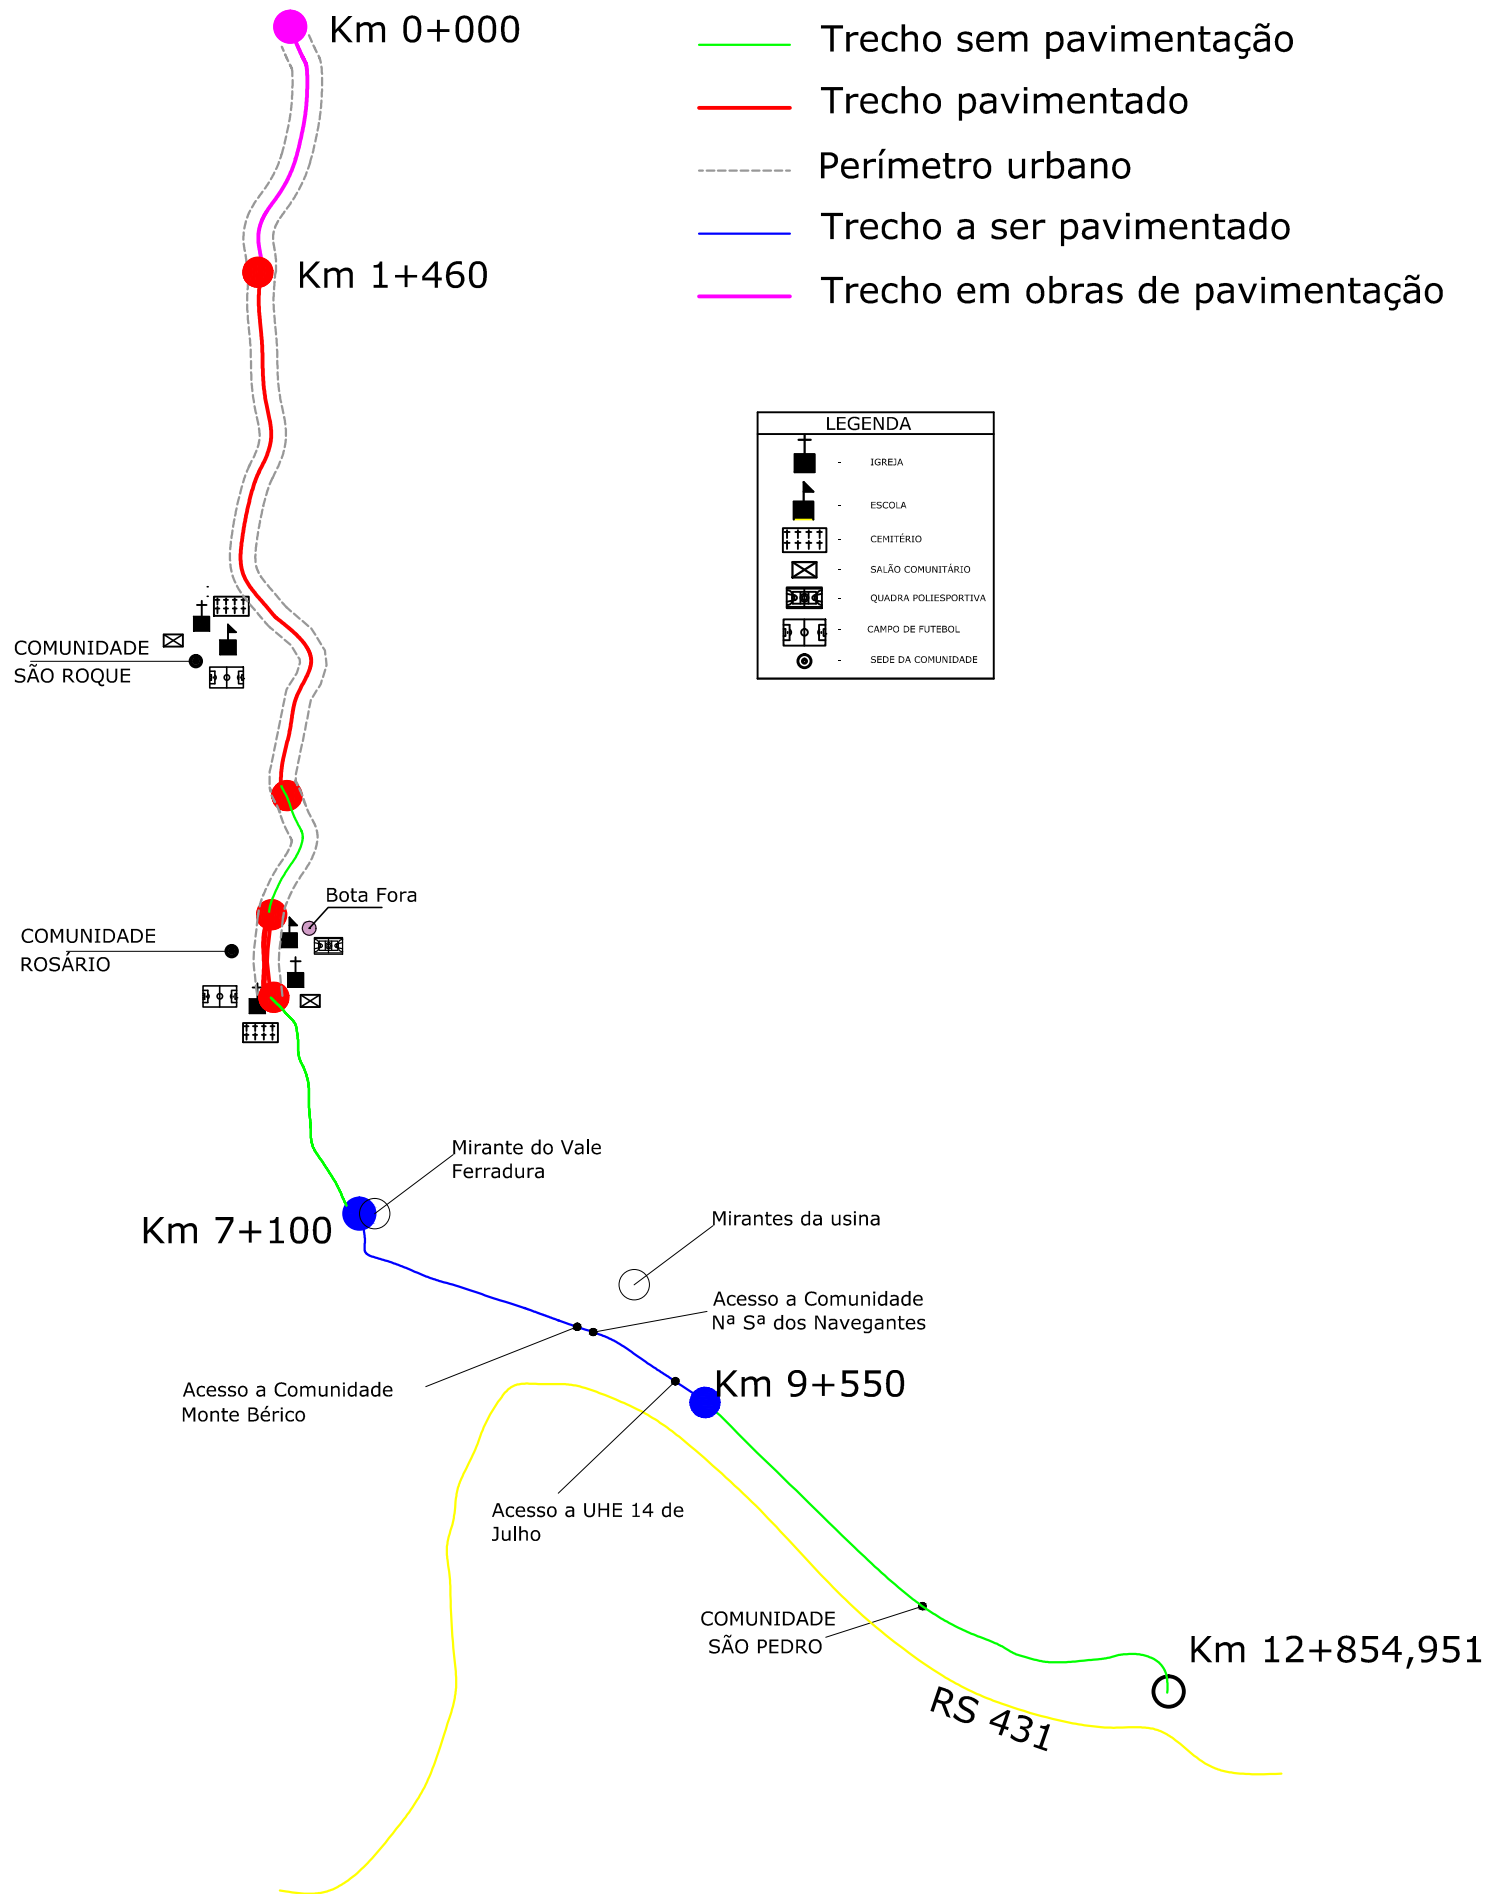 Km 0+000
Trecho sem pavimentação
Trecho pavimentado
Perímetro urbano
Trecho a ser pavimentado
Km 1+460
Trecho em obras de pavimentação
LEGENDA
- IGREJA
- ESCOLA
- CEMITÉRIO
- SALÃO COMUNITÁRIO
- QUADRA POLIESPORTIVA
- CAMPO DE FUTEBOL
- SEDE DA COMUNIDADE
COMUNIDADE
SÃO ROQUE
Bota Fora
COMUNIDADE
ROSÁRIO
Mirante do Vale
Ferradura
Km 7+100
Mirantes da usina
Acesso a Comunidade
Nª Sª dos Navegantes
Acesso a Comunidade
Monte Bérico
Km 9+550
Acesso a UHE 14 de
Julho
COMUNIDADE
SÃO PEDRO
Km 12+854,951
RS 431